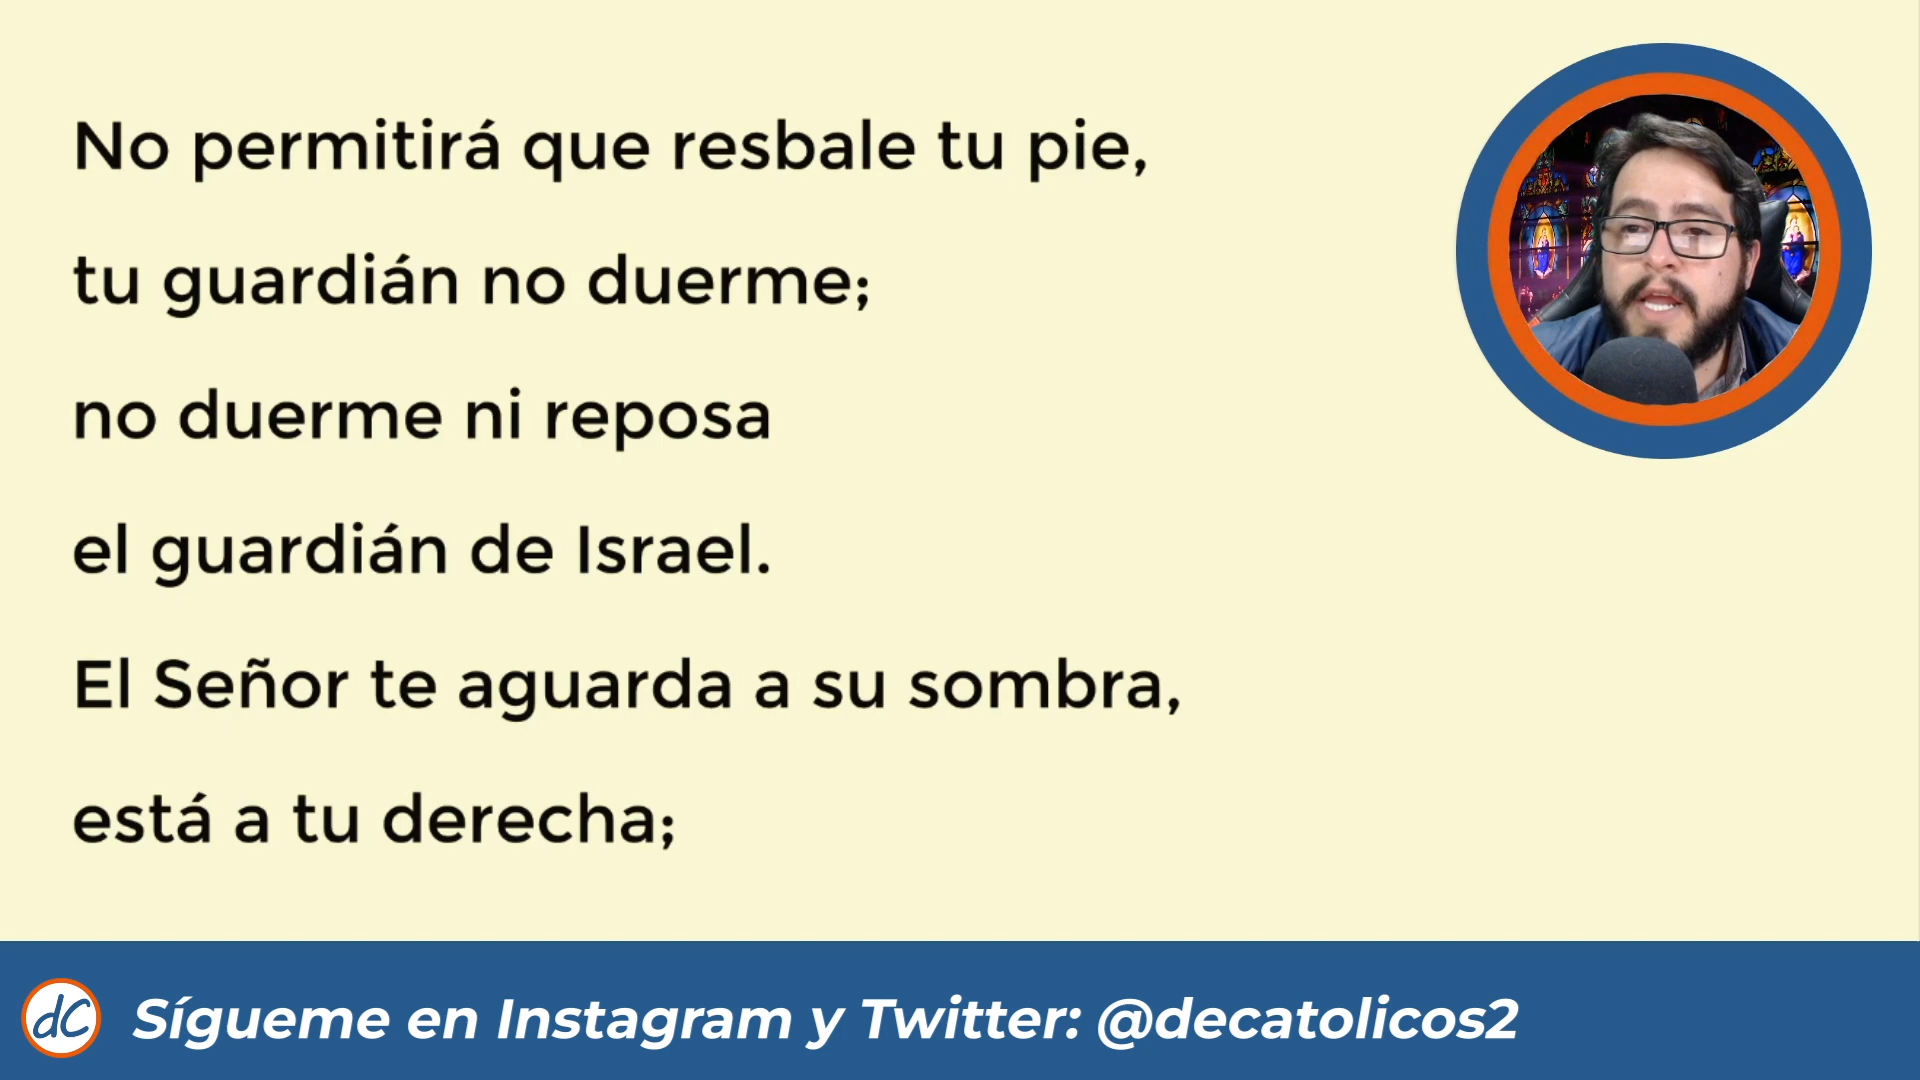 No permitirá que resbale tu pie,
tu guardián no duerme;
no duerme ni reposa
el guardián de Israel.
El Señor te aguarda a su sombra,
está a tu derecha;
dC
Sígueme en Instagram y Twitter: @decatolicos2